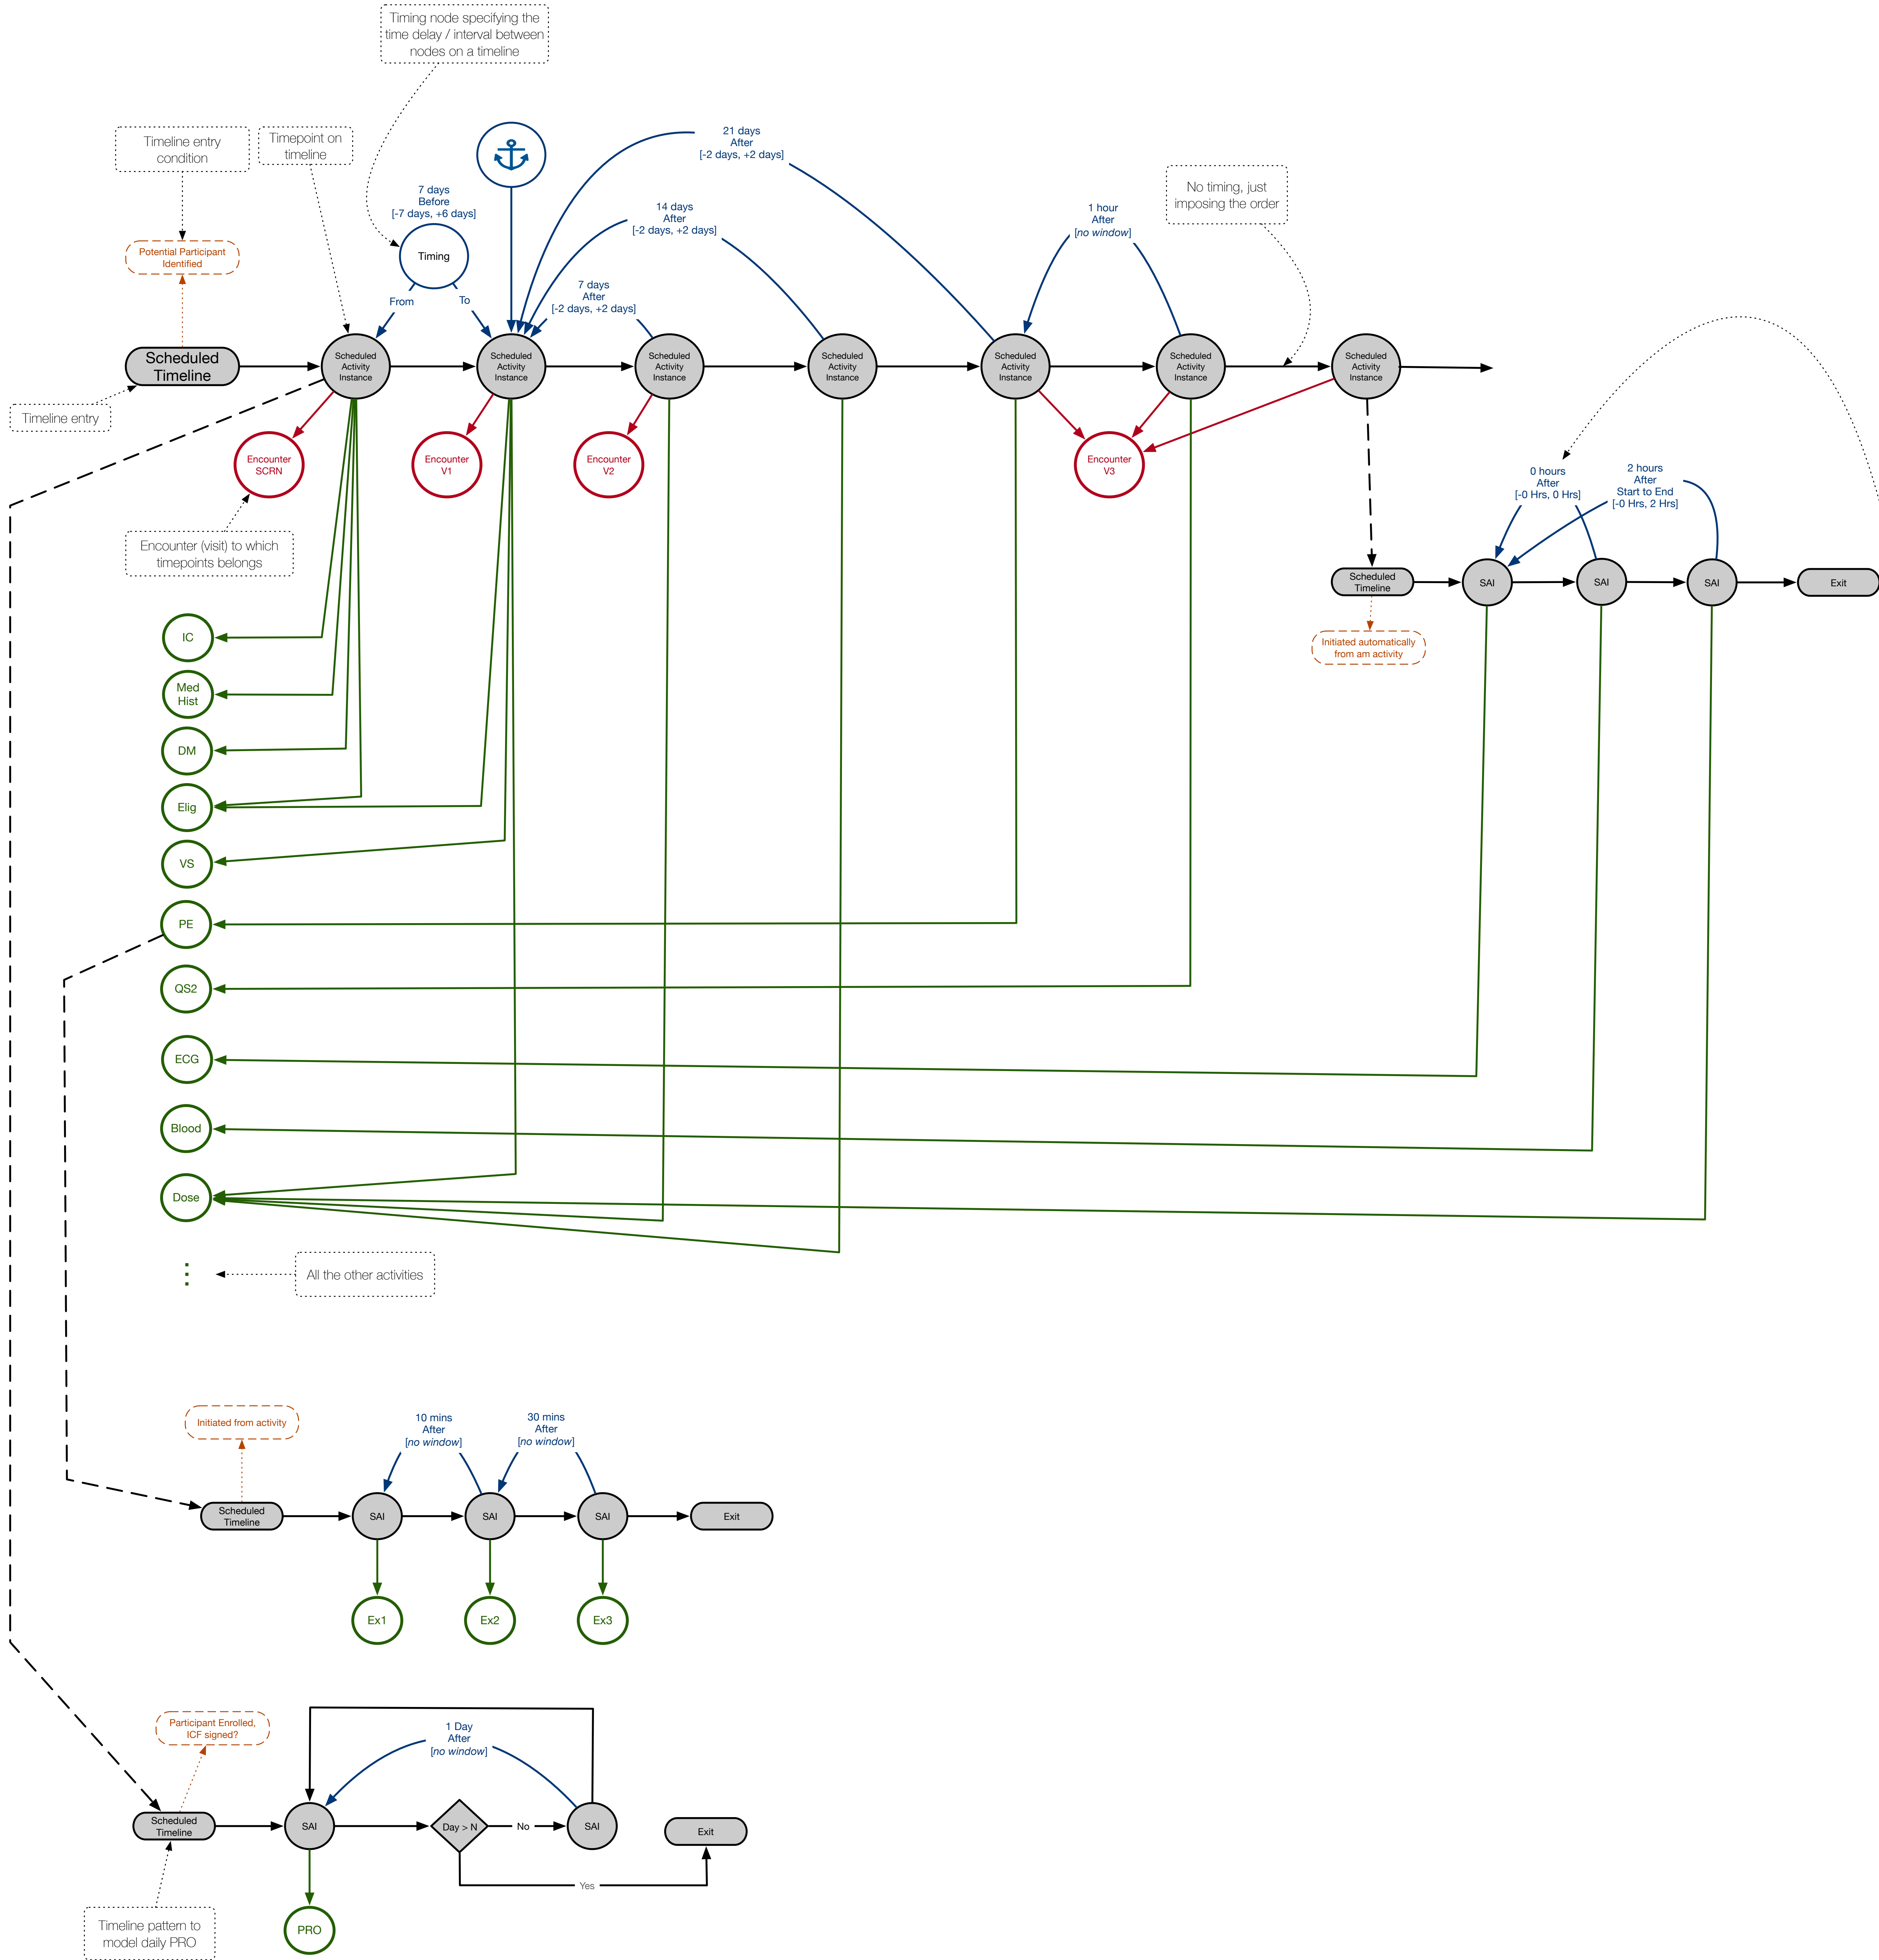 Timing node specifying the
time delay / interval between
nodes on a timeline
Timeline entry
condition
Timepoint on
timeline
21 days
After
[-2 days, +2 days]
No timing, just
imposing the order
7 days
Before
[-7 days, +6 days]
14 days
After
[-2 days, +2 days]
1 hour
After
[no window]
Potential Participant
Identified
Timing
From
To
7 days
After
[-2 days, +2 days]
Scheduled
Timeline
Scheduled
Activity
Instance
Scheduled
Activity
Instance
Scheduled
Activity
Instance
Scheduled
Activity
Instance
Scheduled
Activity
Instance
Scheduled
Activity
Instance
Scheduled
Activity
Instance
Timeline entry
Encounter
SCRN
Encounter
V1
Encounter
V2
Encounter
V3
0 hours
After
[-0 Hrs, 0 Hrs]
2 hours
After
Start to End
[-0 Hrs, 2 Hrs]
Encounter (visit) to which
timepoints belongs
Scheduled
Timeline
SAI
SAI
SAI
Exit
Initiated automatically
from am activity
IC
Med
Hist
DM
Elig
VS
PE
QS2
ECG
Blood
Dose
All the other activities
Initiated from activity
10 mins
After
[no window]
30 mins
After
[no window]
Scheduled
Timeline
SAI
SAI
SAI
Exit
Ex1
Ex2
Ex3
Participant Enrolled,
ICF signed?
1 Day
After
[no window]
Scheduled
Timeline
SAI
Day > N
No
SAI
Exit
Yes
Timeline pattern to
model daily PRO
PRO